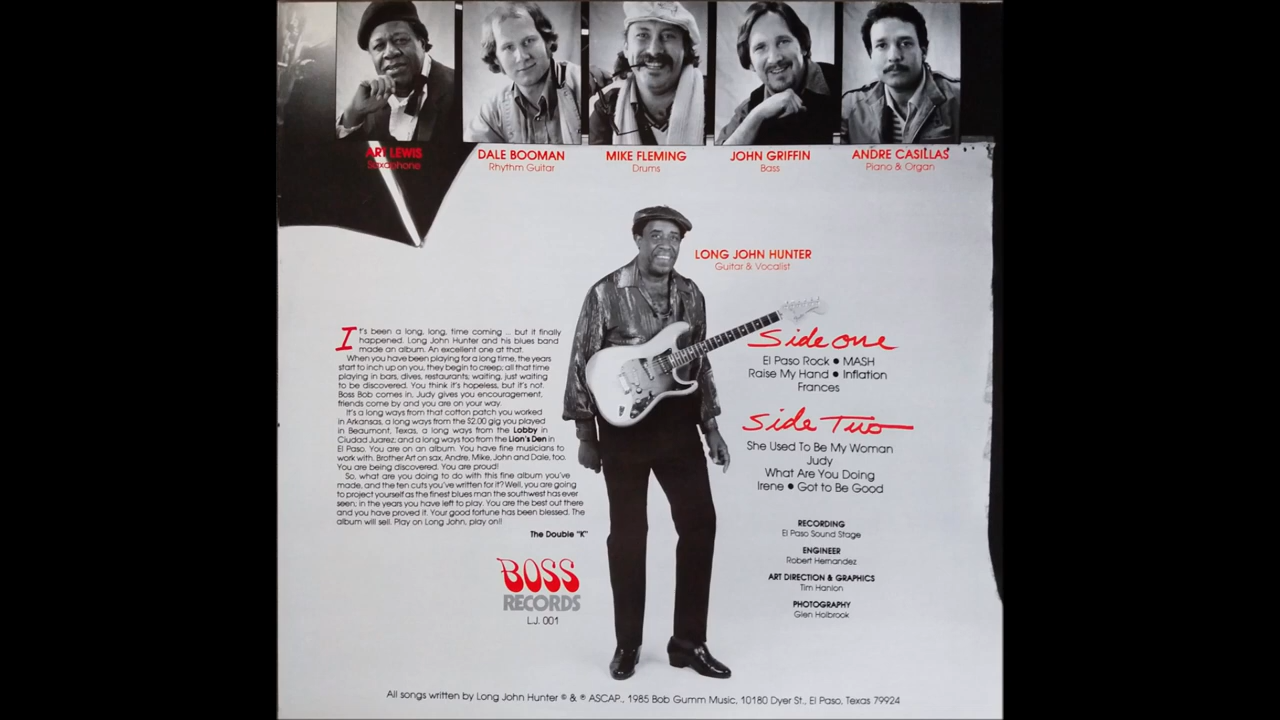 ART LEWIS
Saxophone
DALE BOOMAN
Rhythm Guitar
MIKE FLEMING
Drums
JOHN GRIFFIN
Bass
ANDRE CASILLAS
Piano & Organ
LONG JOHN HUNTER
Guitar & Vocalist
It's been a long, long, time coming ... but it finally
happened. Long John Hunter and his blues band
made an album. An excellent one at that.
When you have been playing for a long time, the years
start to inch up on you, they begin to creep; all that time
playing in bars, dives, restaurants; waiting, just waiting
to be discovered. You think it's hopeless, but it's not.
Boss Bob comes in, Judy gives you encouragement,
friends come by and you are on your way.
It's a long ways from that cotton patch you worked
in Arkansas, a long ways from the $2.00 gig you played
in Beaumont, Texas, a long ways from the Lobby in
Ciudad Juarez; and a long ways too from the Lion's Den in
El Paso. You are on an album. You have fine musicians to
work with. Brother Art on sax, Andre, Mike, John and Dale, too.
You are being discovered. You are proud!
So, what are you doing to do with this fine album you've
made, and the ten cuts you've written for it? Well, you are going
to project yourself as the finest blues man the southwest has ever
seen; in the years you have left to play. You are the best out there
and you have proved it. Your good fortune has been blessed. The
album will sell. Play on Long John, play on!!
The Double "K"
BOSS
RECORDS
L.J. 001
Side one
El Paso Rock • MASH
Raise My Hand • Inflation
Frances
Side Two
She Used To Be My Woman
Judy
What Are You Doing
Irene • Got to Be Good
RECORDING
El Paso Sound Stage
ENGINEER
Robert Hernandez
ART DIRECTION & GRAPHICS
Tim Hanlon
PHOTOGRAPHY
Glen Holbrook
All songs written by Long John Hunter © & ℗ ASCAP., 1985 Bob Gumm Music, 10180 Dyer St., El Paso, Texas 79924